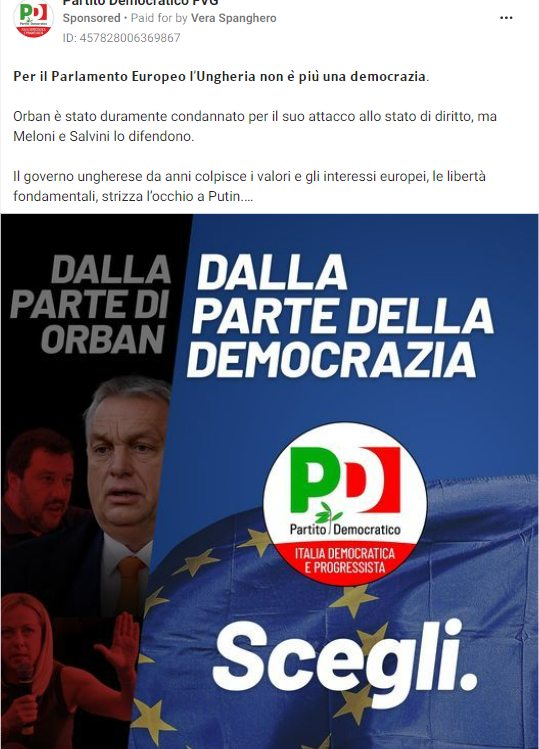 Partito Democratico FVG
Sponsored • Paid for by Vera Spanghero
ID: 457828006369867
Per il Parlamento Europeo l'Ungheria non è più una democrazia.
Orban è stato duramente condannato per il suo attacco allo stato di diritto, ma
Meloni e Salvini lo difendono.
Il governo ungherese da anni colpisce i valori e gli interessi europei, le libertà
fondamentali, strizza l'occhio a Putin....
DALLA
PARTE DI
ORBAN
DALLA
PARTE DELLA
DEMOCRAZIA
PD
Partito Democratico
ITALIA DEMOCRATICA
E PROGRESSISTA
Scegli.